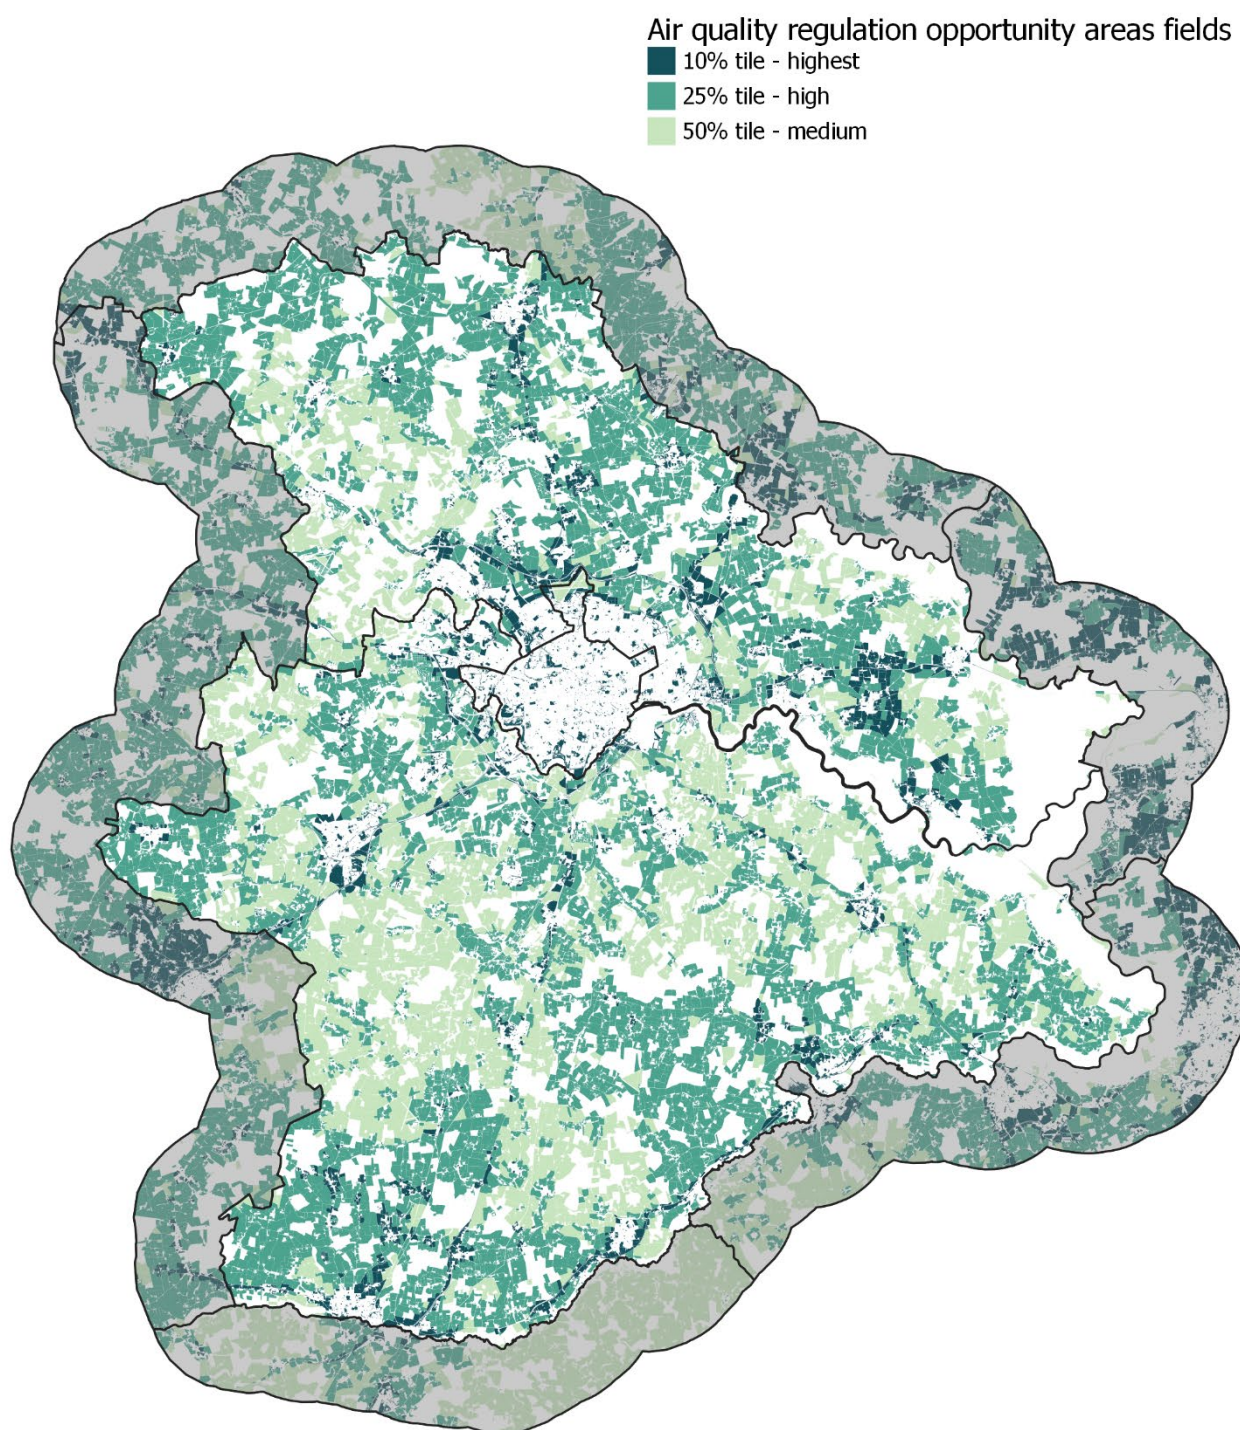 Air quality regulation opportunity areas fields
10% tile - highest
25% tile - high
50% tile - medium